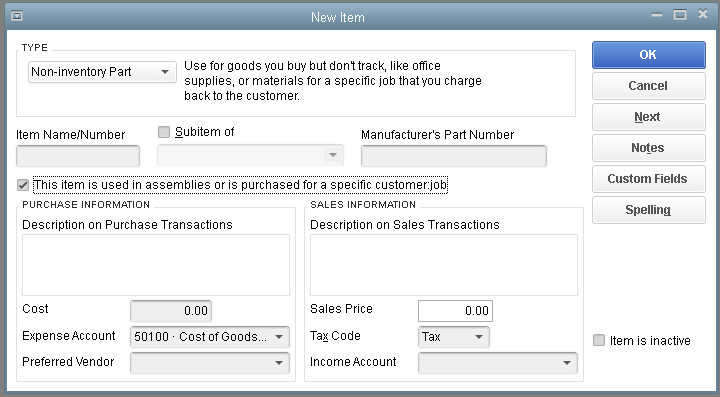 New Item
TYPE
Non-inventory Part
Use for goods you buy but don't track, like office
supplies, or materials for a specific job that you charge
back to the customer.
OK
Cancel
Next
Notes
Custom Fields
Spelling
Item Name/Number
Subitem of
Manufacturer's Part Number
This item is used in assemblies or is purchased for a specific customer:job
PURCHASE INFORMATION
Description on Purchase Transactions
Cost
0.00
Expense Account
50100 · Cost of Goods...
Preferred Vendor
SALES INFORMATION
Description on Sales Transactions
Sales Price
0.00
Tax Code
Tax
Income Account
Item is inactive